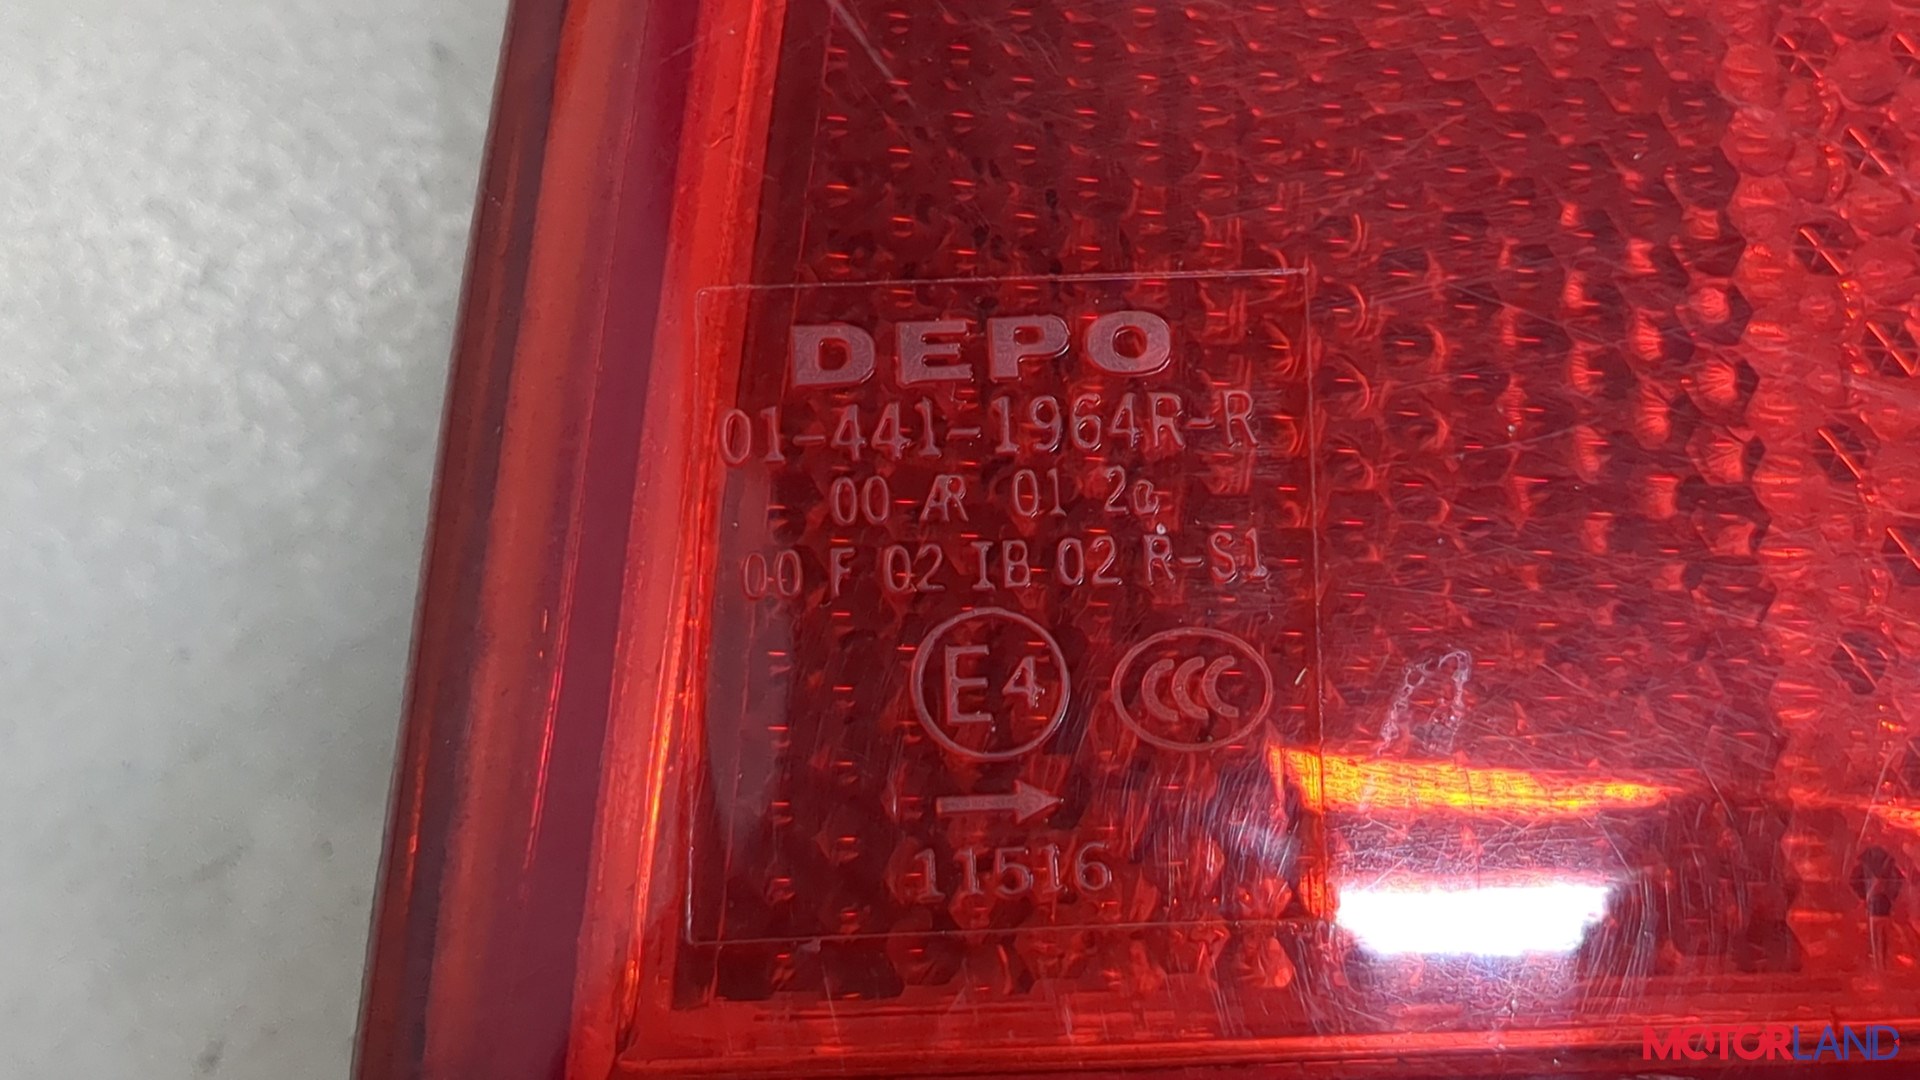 DEPO
01-441-1964R-R
00 AR 01 2a
00 F 02 IB 02 R-S1
E4 CCC
→
11516
MOTORLAND